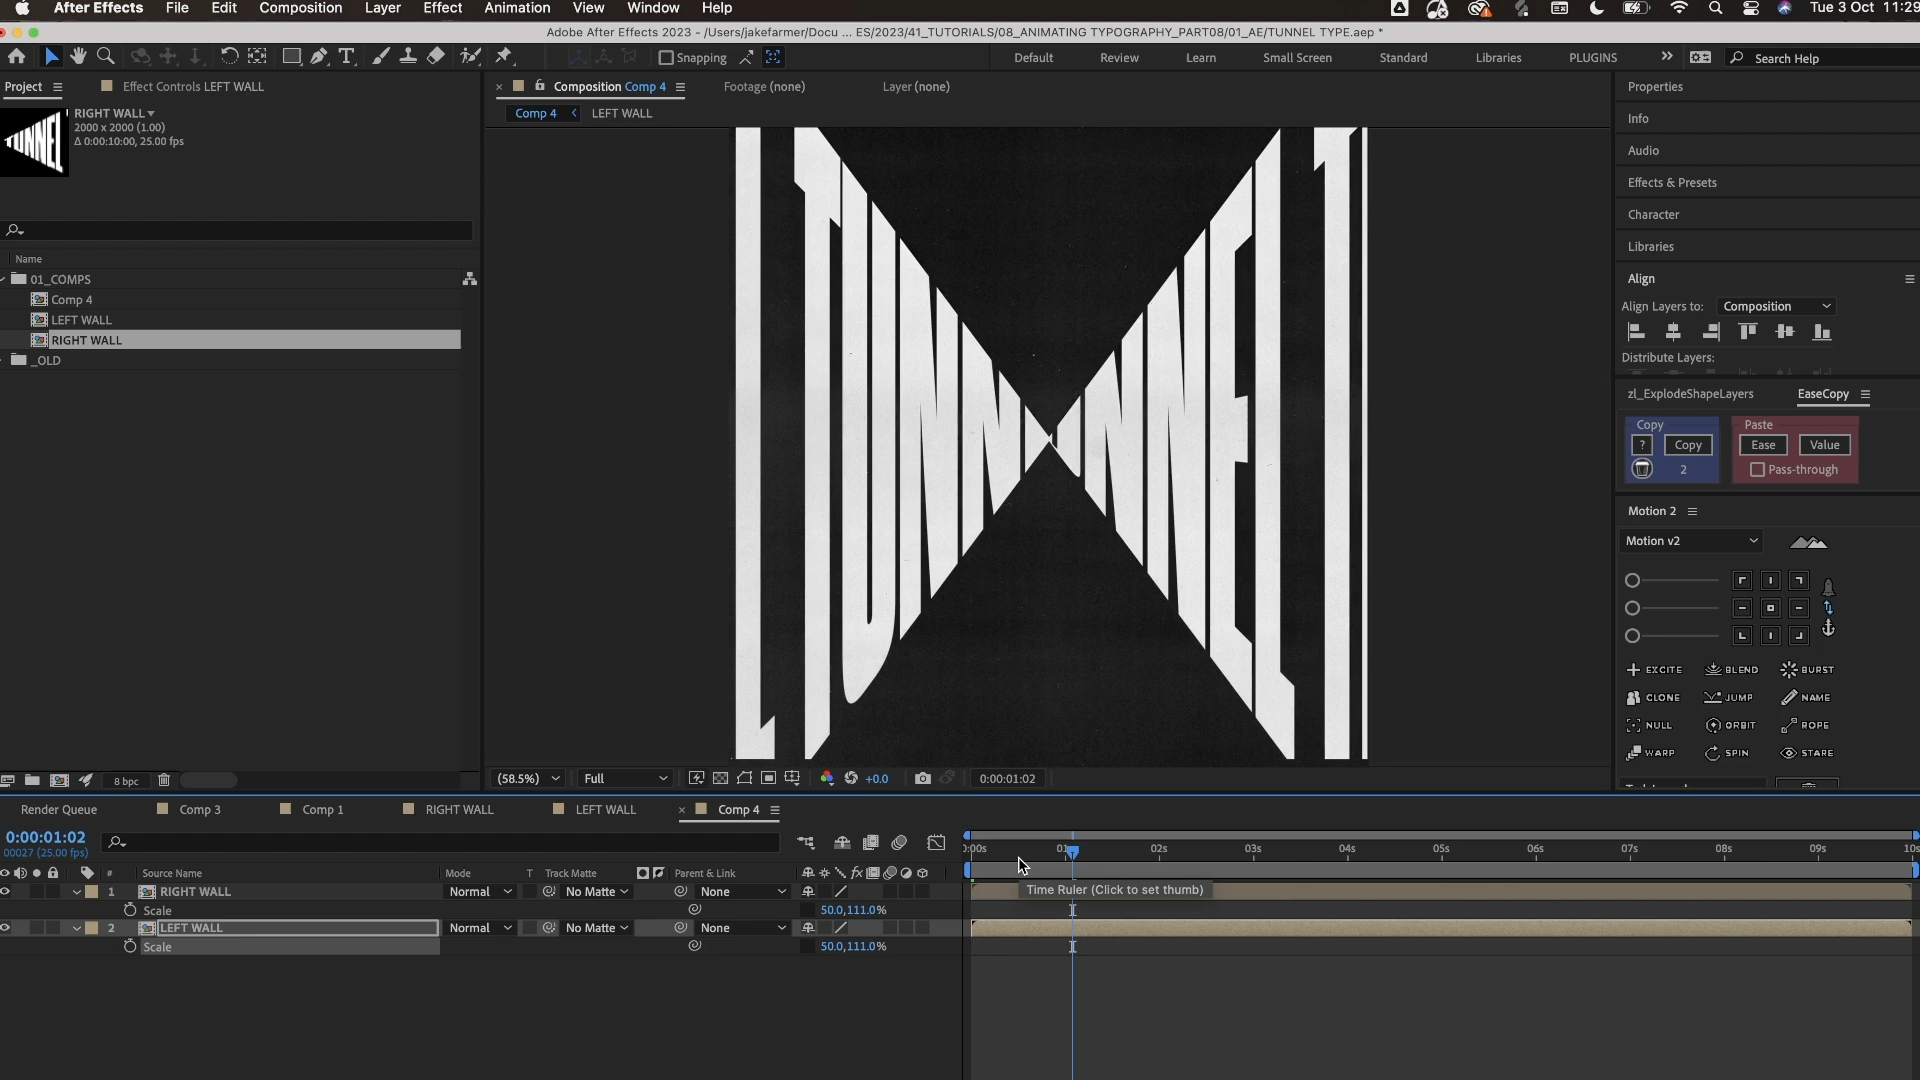 After Effects File Edit Composition Layer Effect Animation View Window Help
Tue 3 Oct 11:29
Adobe After Effects 2023 - /Users/jakefarmer/Docu ... ES/2023/41_TUTORIALS/08_ANIMATING TYPOGRAPHY_PART08/01_AE/TUNNEL TYPE.aep *
Snapping
Default Review Learn Small Screen Standard Libraries PLUGINS
Search Help
Project
Effect Controls LEFT WALL
Composition Comp 4
Footage (none)
Layer (none)
Comp 4 LEFT WALL
TUNNEL
RIGHT WALL
2000 x 2000 (1.00)
Δ 0:00:10:00, 25.00 fps
Name
01_COMPS
Comp 4
LEFT WALL
RIGHT WALL
_OLD
8 bpc
(58.5%) Full +0.0 0:00:01:02
Properties
Info
Audio
Effects & Presets
Character
Libraries
Align
Align Layers to: Composition
Distribute Layers:
zl_ExplodeShapeLayers EaseCopy
Copy Paste
? Copy Ease Value
2 Pass-through
Motion 2
Motion v2
EXCITE BLEND BURST
CLONE JUMP NAME
NULL ORBIT ROPE
WARP SPIN STARE
Render Queue Comp 3 Comp 1 RIGHT WALL LEFT WALL Comp 4
0:00:01:02
00027 (25.00 fps)
# Source Name Mode T Track Matte Parent & Link
1 RIGHT WALL Normal No Matte None
Scale 50.0,111.0%
2 LEFT WALL Normal No Matte None
Scale 50.0,111.0%
02s 03s 04s 05s 06s 07s 08s 09s 10s
Time Ruler (Click to set thumb)